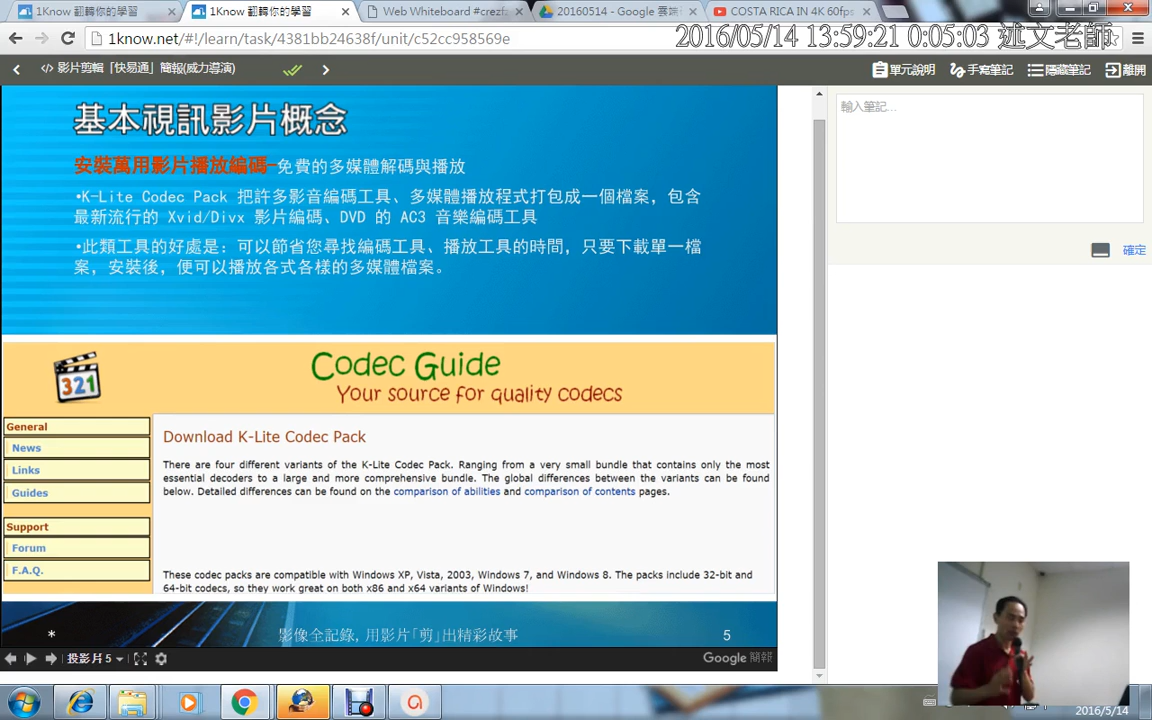 1Know 翻轉你的學習
1Know 翻轉你的學習
Web Whiteboard #crezfz
20160514 - Google 雲端
COSTA RICA IN 4K 60fps
1know.net/#!/learn/task/4381bb24638f/unit/c52cc958569e
2016/05/14 13:59:21 0:05:03 述文老師
影片剪輯「快易通」簡報(威力導演)
單元說明
手寫筆記
隱藏筆記
離開
基本視訊影片概念
安裝萬用影片播放編碼-免費的多媒體解碼與播放
•K-Lite Codec Pack 把許多影音編碼工具、多媒體播放程式打包成一個檔案，包含
最新流行的 Xvid/Divx 影片編碼、DVD 的 AC3 音樂編碼工具
•此類工具的好處是：可以節省您尋找編碼工具、播放工具的時間，只要下載單一檔
案，安裝後，便可以播放各式各樣的多媒體檔案。
321
Codec Guide
Your source for quality codecs
General
News
Links
Guides
Support
Forum
F.A.Q.
Download K-Lite Codec Pack
There are four different variants of the K-Lite Codec Pack. Ranging from a very small bundle that contains only the most
essential decoders to a large and more comprehensive bundle. The global differences between the variants can be found
below. Detailed differences can be found on the comparison of abilities and comparison of contents pages.
These codec packs are compatible with Windows XP, Vista, 2003, Windows 7, and Windows 8. The packs include 32-bit and
64-bit codecs, so they work great on both x86 and x64 variants of Windows!
*
影像全記錄, 用影片「剪」出精彩故事
5
投影片 5
Google 簡報
輸入筆記...
確定
2016/5/14